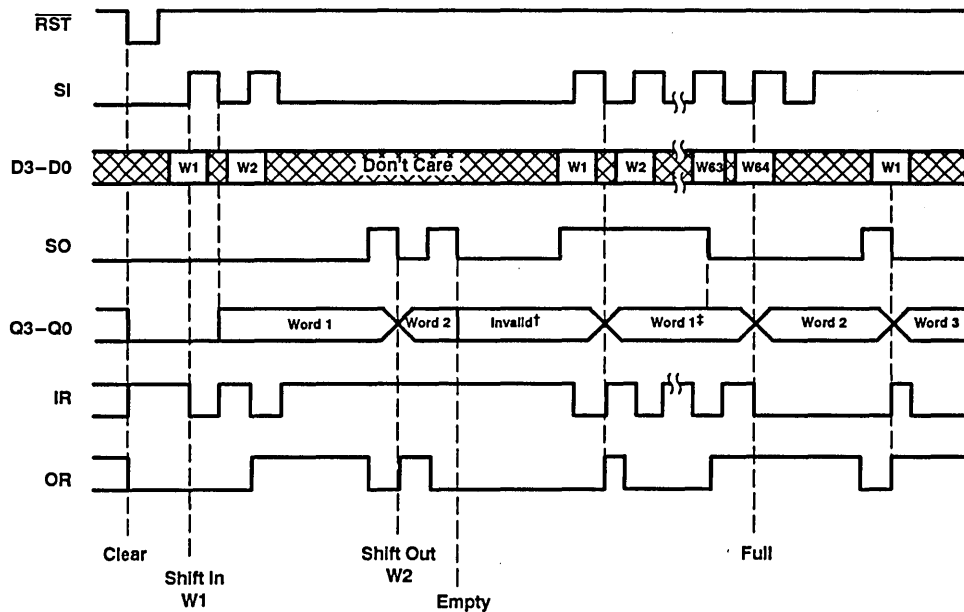 RST
SI
D3–D0 W1 W2 Don't Care W1 W2 W63 W64 W1
SO
Q3–Q0 Word 1 Word 2 Invalid† Word 1‡ Word 2 Word 3
IR
OR
Clear
Shift In
W1
Shift Out
W2
Empty
Full